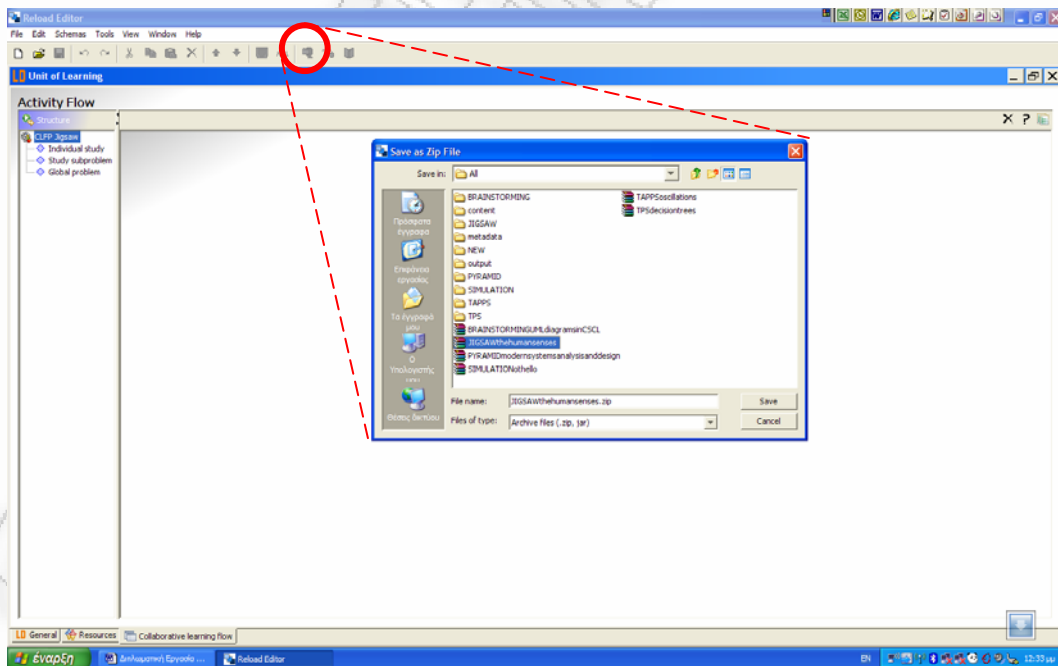 Reload Editor
File Edit Schemas Tools View Window Help
Unit of Learning
Activity Flow
Structure
CLFP Jigsaw
Individual study
Study subproblem
Global problem
Save as Zip File
Save in: All
Πρόσφατα έγγραφα
Επιφάνεια εργασίας
Τα έγγραφά μου
Ο Υπολογιστής μου
Θέσεις δικτύου
BRAINSTORMING
content
JIGSAW
metadata
NEW
output
PYRAMID
SIMULATION
TAPPS
TPS
BRAINSTORMINGUMLdiagramsinCSCL
JIGSAWthehumansenses
PYRAMIDmodernsystemsanalysisanddesign
SIMULATIONothello
TAPPSoscillations
TPSdecisiontrees
File name: JIGSAWthehumansenses.zip Save
Files of type: Archive files (.zip, jar) Cancel
LD General Resources Collaborative learning flow
έναρξη Διπλωματική Εργασία ... Reload Editor EN 12:33 μμ